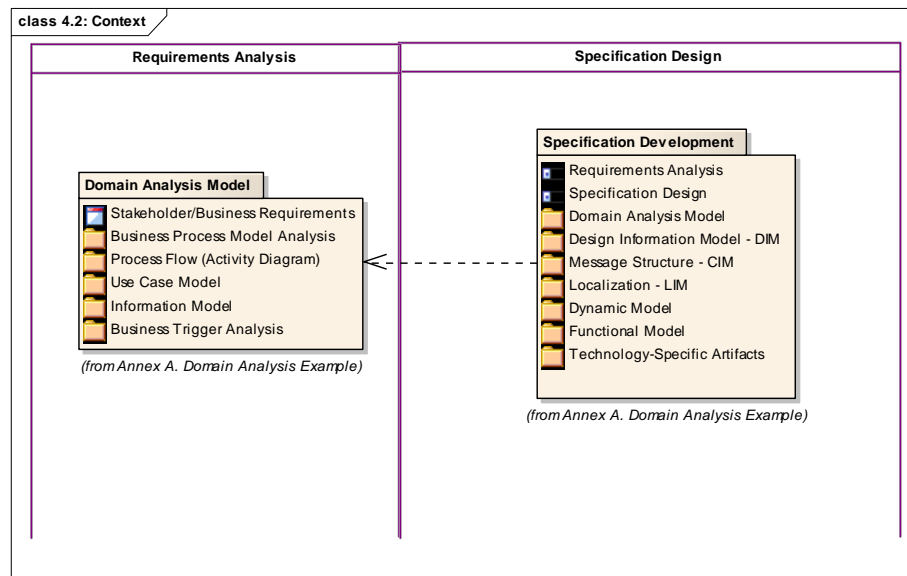 class 4.2: Context
Requirements Analysis
Specification Design
Domain Analysis Model
Stakeholder/Business Requirements
Business Process Model Analysis
Process Flow (Activity Diagram)
Use Case Model
Information Model
Business Trigger Analysis
(from Annex A. Domain Analysis Example)
Specification Development
Requirements Analysis
Specification Design
Domain Analysis Model
Design Information Model - DIM
Message Structure - CIM
Localization - LIM
Dynamic Model
Functional Model
Technology-Specific Artifacts
(from Annex A. Domain Analysis Example)